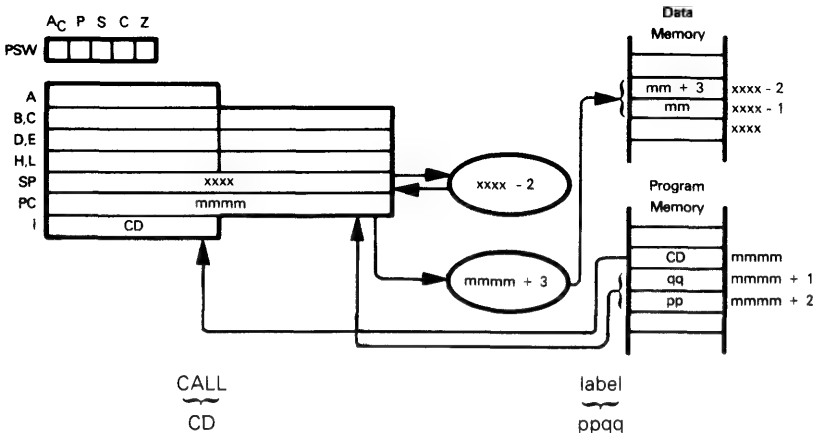 A_C P S C Z
PSW
A
B,C
D,E
H,L
SP xxxx
PC mmmm
I CD
xxxx - 2
mmmm + 3
Data
Memory
mm + 3 xxxx - 2
mm xxxx - 1
xxxx
Program
Memory
CD mmmm
qq mmmm + 1
pp mmmm + 2
CALL label
CD ppqq